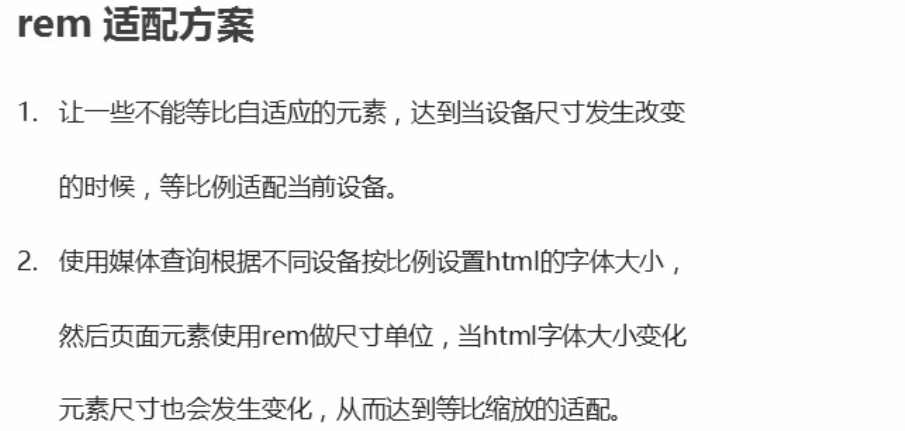 rem 适配方案
1. 让一些不能等比自适应的元素，达到当设备尺寸发生改变
的时候，等比例适配当前设备。
2. 使用媒体查询根据不同设备按比例设置html的字体大小，
然后页面元素使用rem做尺寸单位，当html字体大小变化
元素尺寸也会发生变化，从而达到等比缩放的适配。